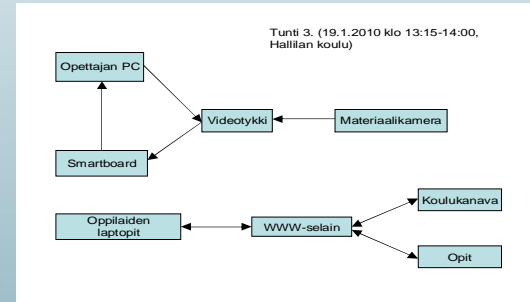 Tunti 3. (19.1.2010 klo 13:15-14:00,
Hallilan koulu)
Opettajan PC
Videotykki
Materiaalikamera
Smartboard
Koulukanava
Oppilaiden
laptopit
WWW-selain
Opit